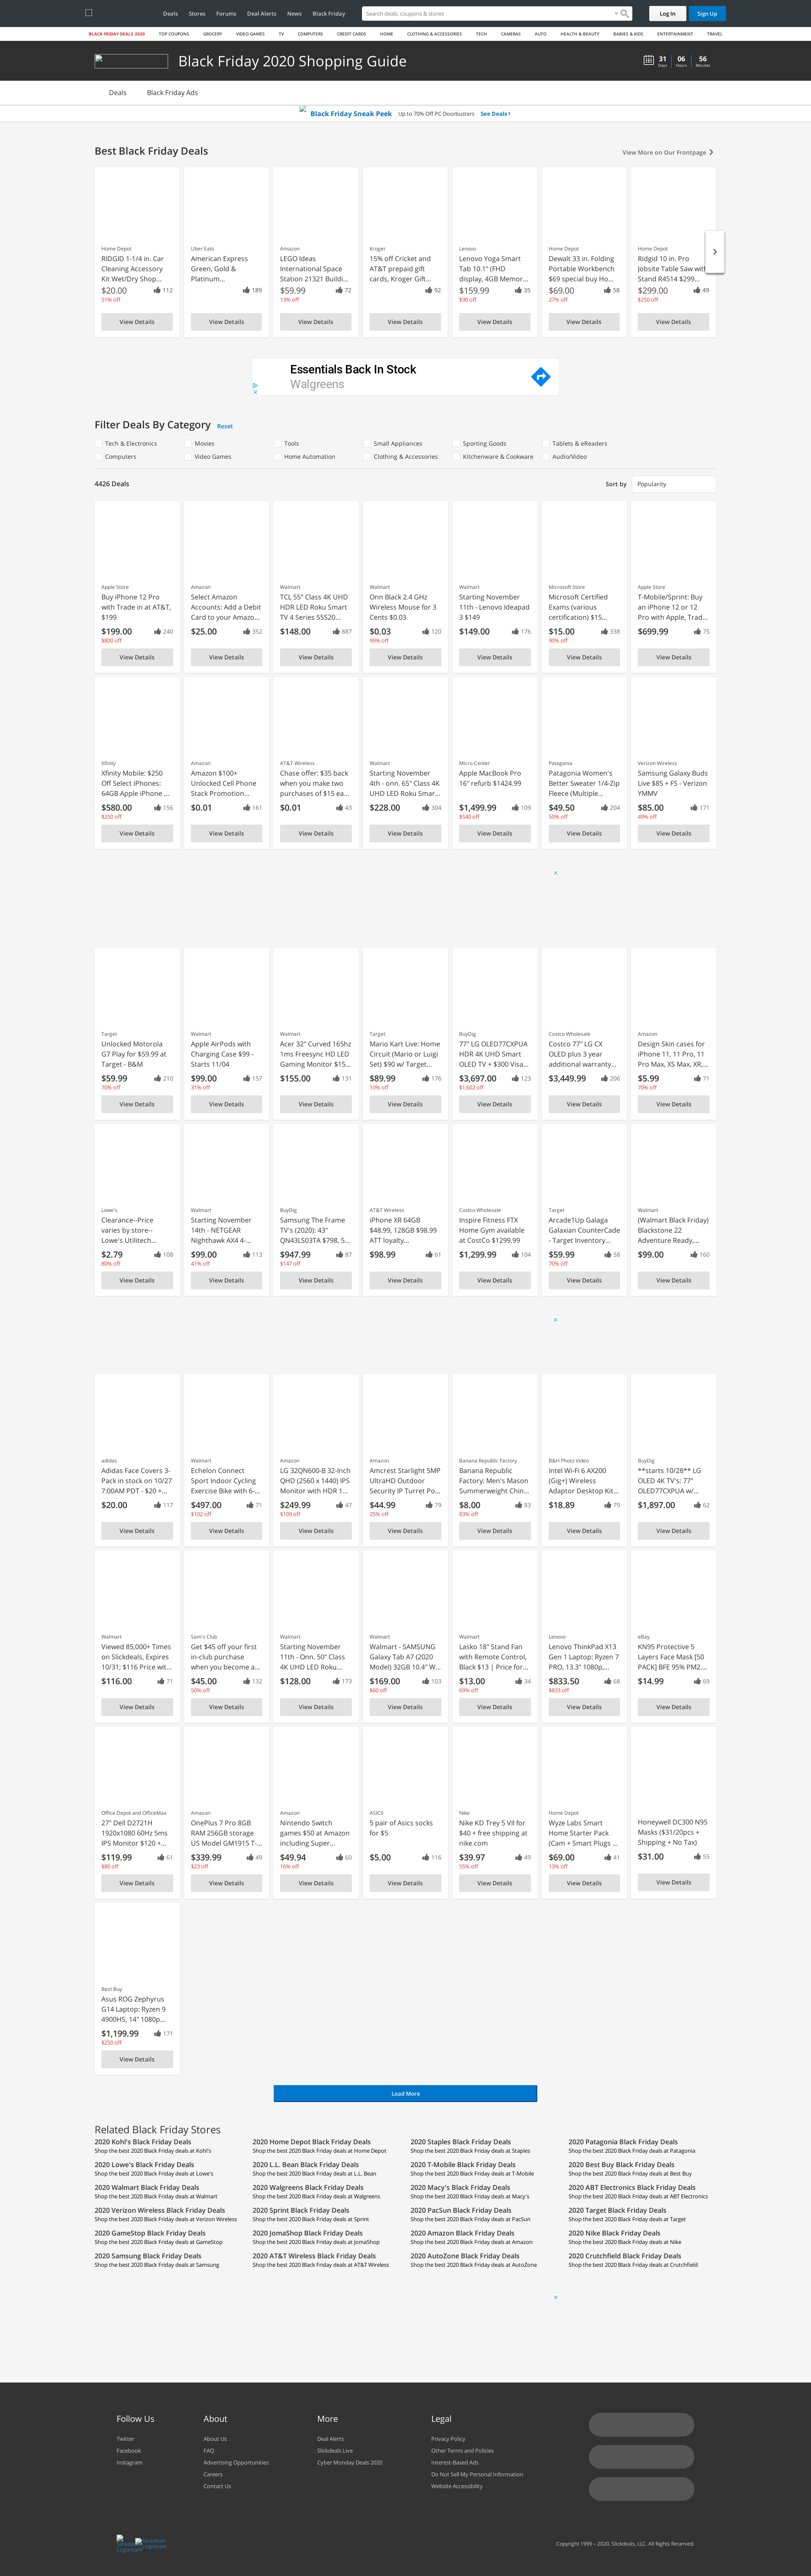 Deals Stores Forums Deal Alerts News Black Friday Search deals, coupons & stores Log In Sign Up
BLACK FRIDAY DEALS 2020 TOP COUPONS GROCERY VIDEO GAMES TV COMPUTERS CREDIT CARDS HOME CLOTHING & ACCESSORIES TECH CAMERAS AUTO HEALTH & BEAUTY BABIES & KIDS ENTERTAINMENT TRAVEL
Black Friday 2020 Shopping Guide 31 06 56
Days Hours Minutes
Deals Black Friday Ads
Black Friday Sneak Peek Up to 70% Off PC Doorbusters See Deals
Best Black Friday Deals View More on Our Frontpage
Home Depot
RIDGID 1-1/4 in. Car
Cleaning Accessory
Kit Wet/Dry Shop...
$20.00 112
51% off
View Details
Uber Eats
American Express
Green, Gold &
Platinum...
189
View Details
Amazon
LEGO Ideas
International Space
Station 21321 Buildi...
$59.99 72
13% off
View Details
Kroger
15% off Cricket and
AT&T prepaid gift
cards, Kroger Gift...
92
View Details
Lenovo
Lenovo Yoga Smart
Tab 10.1" (FHD
display, 4GB Memor...
$159.99 35
$90 off
View Details
Home Depot
Dewalt 33 in. Folding
Portable Workbench
$69 special buy Ho...
$69.00 58
27% off
View Details
Home Depot
Ridgid 10 in. Pro
Jobsite Table Saw with
Stand R4514 $299...
$299.00 49
$250 off
View Details
Essentials Back In Stock
Walgreens
Filter Deals By Category Reset
Tech & Electronics Movies Tools Small Appliances Sporting Goods Tablets & eReaders
Computers Video Games Home Automation Clothing & Accessories Kitchenware & Cookware Audio/Video
4426 Deals Sort by Popularity
Apple Store
Buy iPhone 12 Pro
with Trade in at AT&T,
$199
$199.00 240
$800 off
View Details
Amazon
Select Amazon
Accounts: Add a Debit
Card to your Amazo...
$25.00 352
View Details
Walmart
TCL 55" Class 4K UHD
HDR LED Roku Smart
TV 4 Series 55S20...
$148.00 887
View Details
Walmart
Onn Black 2.4 GHz
Wireless Mouse for 3
Cents $0.03
$0.03 120
99% off
View Details
Walmart
Starting November
11th - Lenovo Ideapad
3 $149
$149.00 176
View Details
Microsoft Store
Microsoft Certified
Exams (various
certification) $15...
$15.00 338
90% off
View Details
Apple Store
T-Mobile/Sprint: Buy
an iPhone 12 or 12
Pro with Apple, Trad...
$699.99 75
View Details
Xfinity
Xfinity Mobile: $250
Off Select iPhones:
64GB Apple iPhone ...
$580.00 156
$250 off
View Details
Amazon
Amazon $100+
Unlocked Cell Phone
Stack Promotion...
$0.01 161
View Details
AT&T Wireless
Chase offer: $35 back
when you make two
purchases of $15 ea...
$0.01 43
View Details
Walmart
Starting November
4th - onn. 65" Class 4K
UHD LED Roku Smar...
$228.00 304
View Details
Micro Center
Apple MacBook Pro
16" refurb $1424.99
$1,499.99 109
$540 off
View Details
Patagonia
Patagonia Women's
Better Sweater 1/4-Zip
Fleece (Multiple...
$49.50 204
50% off
View Details
Verizon Wireless
Samsung Galaxy Buds
Live $85 + FS - Verizon
YMMV
$85.00 171
49% off
View Details
Target
Unlocked Motorola
G7 Play for $59.99 at
Target - B&M
$59.99 210
70% off
View Details
Walmart
Apple AirPods with
Charging Case $99 -
Starts 11/04
$99.00 157
31% off
View Details
Walmart
Acer 32" Curved 165hz
1ms Freesync HD LED
Gaming Monitor $15...
$155.00 131
View Details
Target
Mario Kart Live: Home
Circuit (Mario or Luigi
Set) $90 w/ Target...
$89.99 176
10% off
View Details
BuyDig
77" LG OLED77CXPUA
HDR 4K UHD Smart
OLED TV + $300 Visa...
$3,697.00 123
$1,602 off
View Details
Costco Wholesale
Costco 77" LG CX
OLED plus 3 year
additional warranty...
$3,449.99 206
View Details
Amazon
Design Skin cases for
iPhone 11, 11 Pro, 11
Pro Max, XS Max, XR,...
$5.99 71
70% off
View Details
Lowe's
Clearance--Price
varies by store--
Lowe's Utilitech...
$2.79 108
80% off
View Details
Walmart
Starting November
14th - NETGEAR
Nighthawk AX4 4-...
$99.00 113
41% off
View Details
BuyDig
Samsung The Frame
TV's (2020): 43"
QN43LS03TA $798, 5...
$947.99 87
$147 off
View Details
AT&T Wireless
iPhone XR 64GB
$48.99, 128GB $98.99
ATT loyalty...
$98.99 61
View Details
Costco Wholesale
Inspire Fitness FTX
Home Gym available
at CostCo $1299.99
$1,299.99 104
View Details
Target
Arcade1Up Galaga
Galaxian CounterCade
- Target Inventory...
$59.99 58
70% off
View Details
Walmart
(Walmart Black Friday)
Blackstone 22
Adventure Ready,...
$99.00 160
View Details
adidas
Adidas Face Covers 3-
Pack in stock on 10/27
7:00AM PDT - $20 +...
$20.00 117
View Details
Walmart
Echelon Connect
Sport Indoor Cycling
Exercise Bike with 6-...
$497.00 71
$102 off
View Details
Amazon
LG 32QN600-B 32-Inch
QHD (2560 x 1440) IPS
Monitor with HDR 1...
$249.99 47
$109 off
View Details
Amazon
Amcrest Starlight 5MP
UltraHD Outdoor
Security IP Turret Po...
$44.99 79
25% off
View Details
Banana Republic Factory
Banana Republic
Factory: Men's Mason
Summerweight Chin...
$8.00 83
83% off
View Details
B&H Photo Video
Intel Wi-Fi 6 AX200
(Gig+) Wireless
Adaptor Desktop Kit...
$18.89 79
View Details
BuyDig
**starts 10/28** LG
OLED 4K TV's: 77"
OLED77CXPUA w/...
$1,897.00 62
View Details
Walmart
Viewed 85,000+ Times
on Slickdeals, Expires
10/31; $116 Price wit...
$116.00 71
View Details
Sam's Club
Get $45 off your first
in-club purchase
when you become a...
$45.00 132
50% off
View Details
Walmart
Starting November
11th - Onn. 50" Class
4K UHD LED Roku...
$128.00 173
View Details
Walmart
Walmart - SAMSUNG
Galaxy Tab A7 (2020
Model) 32GB 10.4" W...
$169.00 103
$60 off
View Details
Walmart
Lasko 18" Stand Fan
with Remote Control,
Black $13 | Price for...
$13.00 34
69% off
View Details
Lenovo
Lenovo ThinkPad X13
Gen 1 Laptop: Ryzen 7
PRO, 13.3" 1080p,...
$833.50 68
$833 off
View Details
eBay
KN95 Protective 5
Layers Face Mask [50
PACK] BFE 95% PM2....
$14.99 69
View Details
Office Depot and OfficeMax
27" Dell D2721H
1920x1080 60Hz 5ms
IPS Monitor $120 +...
$119.99 61
$80 off
View Details
Amazon
OnePlus 7 Pro 8GB
RAM 256GB storage
US Model GM1915 T-...
$339.99 49
$23 off
View Details
Amazon
Nintendo Switch
games $50 at Amazon
including Super...
$49.94 60
16% off
View Details
ASICS
5 pair of Asics socks
for $5
$5.00 116
View Details
Nike
Nike KD Trey 5 VII for
$40 + free shipping at
nike.com
$39.97 49
55% off
View Details
Home Depot
Wyze Labs Smart
Home Starter Pack
(Cam + Smart Plugs ...
$69.00 41
13% off
View Details
Honeywell DC300 N95
Masks ($31/20pcs +
Shipping + No Tax)
$31.00 55
View Details
Best Buy
Asus ROG Zephyrus
G14 Laptop: Ryzen 9
4900HS, 14" 1080p...
$1,199.99 171
$250 off
View Details
Load More
Related Black Friday Stores
2020 Kohl's Black Friday Deals 2020 Home Depot Black Friday Deals 2020 Staples Black Friday Deals 2020 Patagonia Black Friday Deals
Shop the best 2020 Black Friday deals at Kohl's Shop the best 2020 Black Friday deals at Home Depot Shop the best 2020 Black Friday deals at Staples Shop the best 2020 Black Friday deals at Patagonia
2020 Lowe's Black Friday Deals 2020 L.L. Bean Black Friday Deals 2020 T-Mobile Black Friday Deals 2020 Best Buy Black Friday Deals
Shop the best 2020 Black Friday deals at Lowe's Shop the best 2020 Black Friday deals at L.L. Bean Shop the best 2020 Black Friday deals at T-Mobile Shop the best 2020 Black Friday deals at Best Buy
2020 Walmart Black Friday Deals 2020 Walgreens Black Friday Deals 2020 Macy's Black Friday Deals 2020 ABT Electronics Black Friday Deals
Shop the best 2020 Black Friday deals at Walmart Shop the best 2020 Black Friday deals at Walgreens Shop the best 2020 Black Friday deals at Macy's Shop the best 2020 Black Friday deals at ABT Electronics
2020 Verizon Wireless Black Friday Deals 2020 Sprint Black Friday Deals 2020 PacSun Black Friday Deals 2020 Target Black Friday Deals
Shop the best 2020 Black Friday deals at Verizon Wireless Shop the best 2020 Black Friday deals at Sprint Shop the best 2020 Black Friday deals at PacSun Shop the best 2020 Black Friday deals at Target
2020 GameStop Black Friday Deals 2020 JomaShop Black Friday Deals 2020 Amazon Black Friday Deals 2020 Nike Black Friday Deals
Shop the best 2020 Black Friday deals at GameStop Shop the best 2020 Black Friday deals at JomaShop Shop the best 2020 Black Friday deals at Amazon Shop the best 2020 Black Friday deals at Nike
2020 Samsung Black Friday Deals 2020 AT&T Wireless Black Friday Deals 2020 AutoZone Black Friday Deals 2020 Crutchfield Black Friday Deals
Shop the best 2020 Black Friday deals at Samsung Shop the best 2020 Black Friday deals at AT&T Wireless Shop the best 2020 Black Friday deals at AutoZone Shop the best 2020 Black Friday deals at Crutchfield
Follow Us About More Legal
Twitter About Us Deal Alerts Privacy Policy
Facebook FAQ Slickdeals Live Other Terms and Policies
Instagram Advertising Opportunities Cyber Monday Deals 2020 Interest-Based Ads
Careers Do Not Sell My Personal Information
Contact Us Website Accessibility
Slickdeals Logomark Slickdeals Logotype
Copyright 1999 – 2020. Slickdeals, LLC. All Rights Reserved.